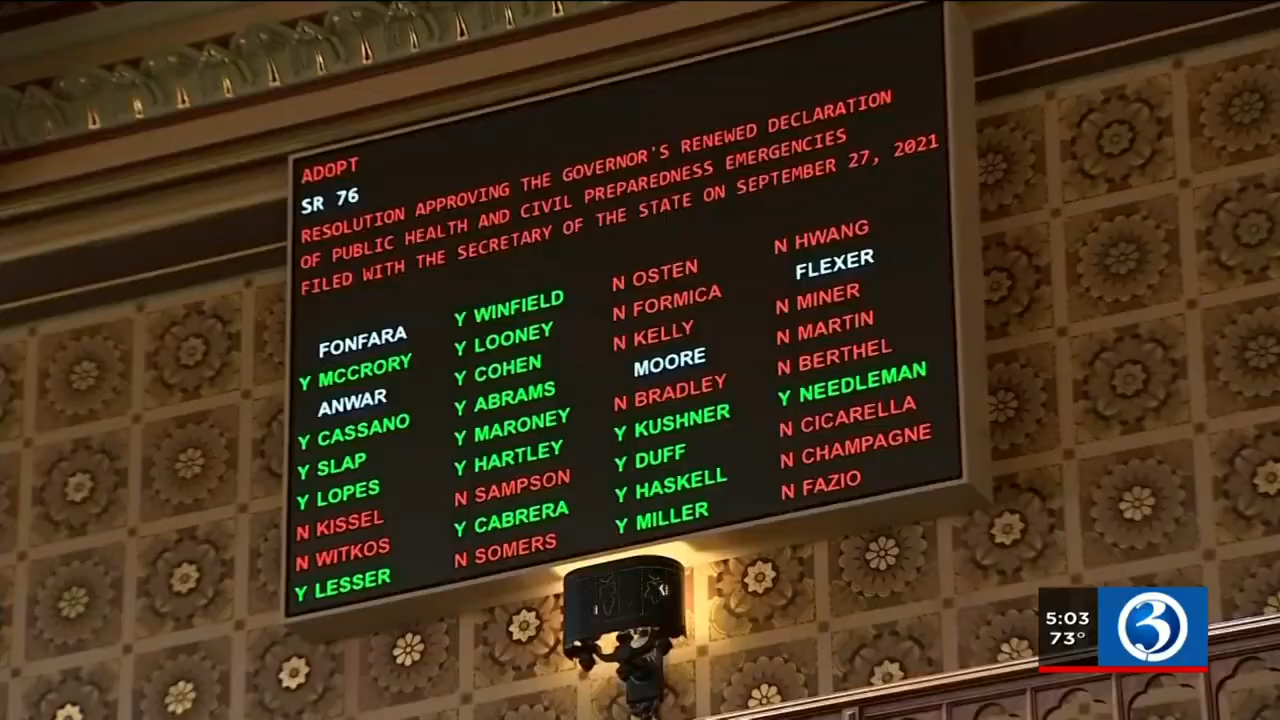 ADOPT
SR 76
RESOLUTION APPROVING THE GOVERNOR'S RENEWED DECLARATION
OF PUBLIC HEALTH AND CIVIL PREPAREDNESS EMERGENCIES
FILED WITH THE SECRETARY OF THE STATE ON SEPTEMBER 27, 2021
FONFARA
Y MCCRORY
ANWAR
Y CASSANO
Y SLAP
Y LOPES
N KISSEL
N WITKOS
Y LESSER
Y WINFIELD
Y LOONEY
Y COHEN
Y ABRAMS
Y MARONEY
Y HARTLEY
N SAMPSON
Y CABRERA
N SOMERS
N OSTEN
N FORMICA
N KELLY
MOORE
N BRADLEY
Y KUSHNER
Y DUFF
Y HASKELL
Y MILLER
N HWANG
FLEXER
N MINER
N MARTIN
N BERTHEL
Y NEEDLEMAN
N CICARELLA
N CHAMPAGNE
N FAZIO
5:03
73°
3